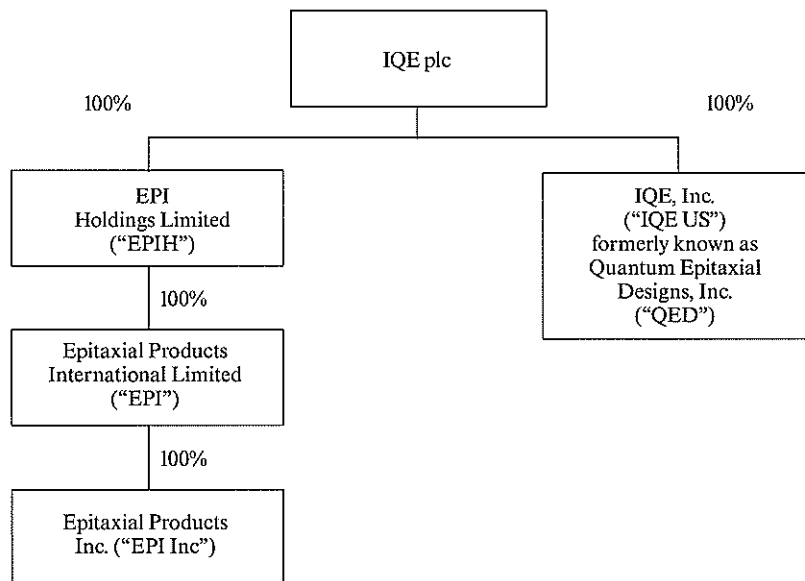 IQE plc
100%
100%
EPI
Holdings Limited
(“EPIH”)
IQE, Inc.
(“IQE US”)
formerly known as
Quantum Epitaxial
Designs, Inc.
(“QED”)
100%
Epitaxial Products
International Limited
(“EPI”)
100%
Epitaxial Products
Inc. (“EPI Inc”)